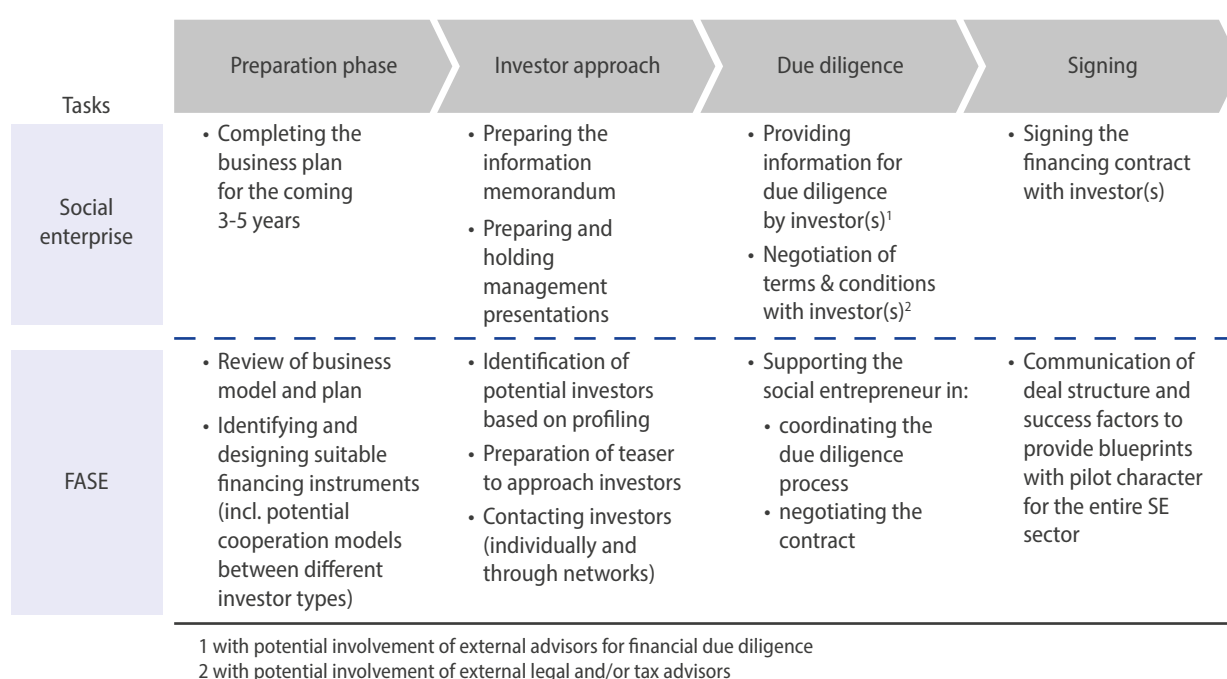 Preparation phase
Investor approach
Due diligence
Signing
Tasks
Social
enterprise
• Completing the
business plan
for the coming
3-5 years
• Preparing the
information
memorandum
• Preparing and
holding
management
presentations
• Providing
information for
due diligence
by investor(s)¹
• Negotiation of
terms & conditions
with investor(s)²
• Signing the
financing contract
with investor(s)
FASE
• Review of business
model and plan
• Identifying and
designing suitable
financing instruments
(incl. potential
cooperation models
between different
investor types)
• Identification of
potential investors
based on profiling
• Preparation of teaser
to approach investors
• Contacting investors
(individually and
through networks)
• Supporting the
social entrepreneur in:
• coordinating the
due diligence
process
• negotiating the
contract
• Communication of
deal structure and
success factors to
provide blueprints
with pilot character
for the entire SE
sector
1 with potential involvement of external advisors for financial due diligence
2 with potential involvement of external legal and/or tax advisors